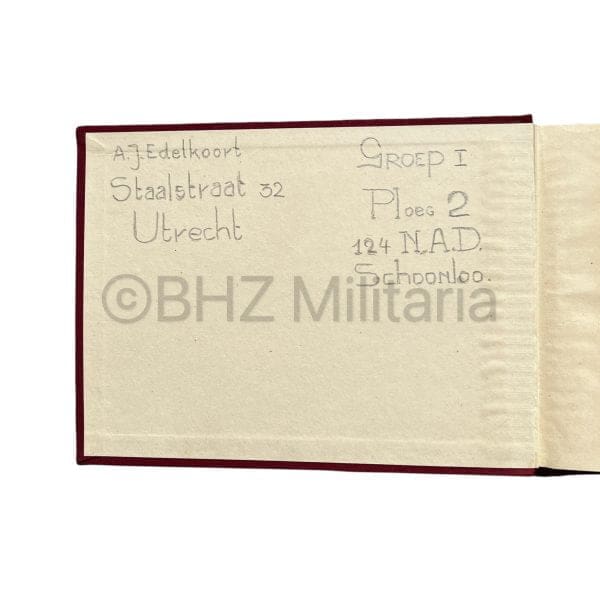 A.J. Edelkoort
Staalstraat 32
Utrecht
GROEP I
Ploeg 2
124 N.A.D.
Schoonloo.
©BHZ Militaria